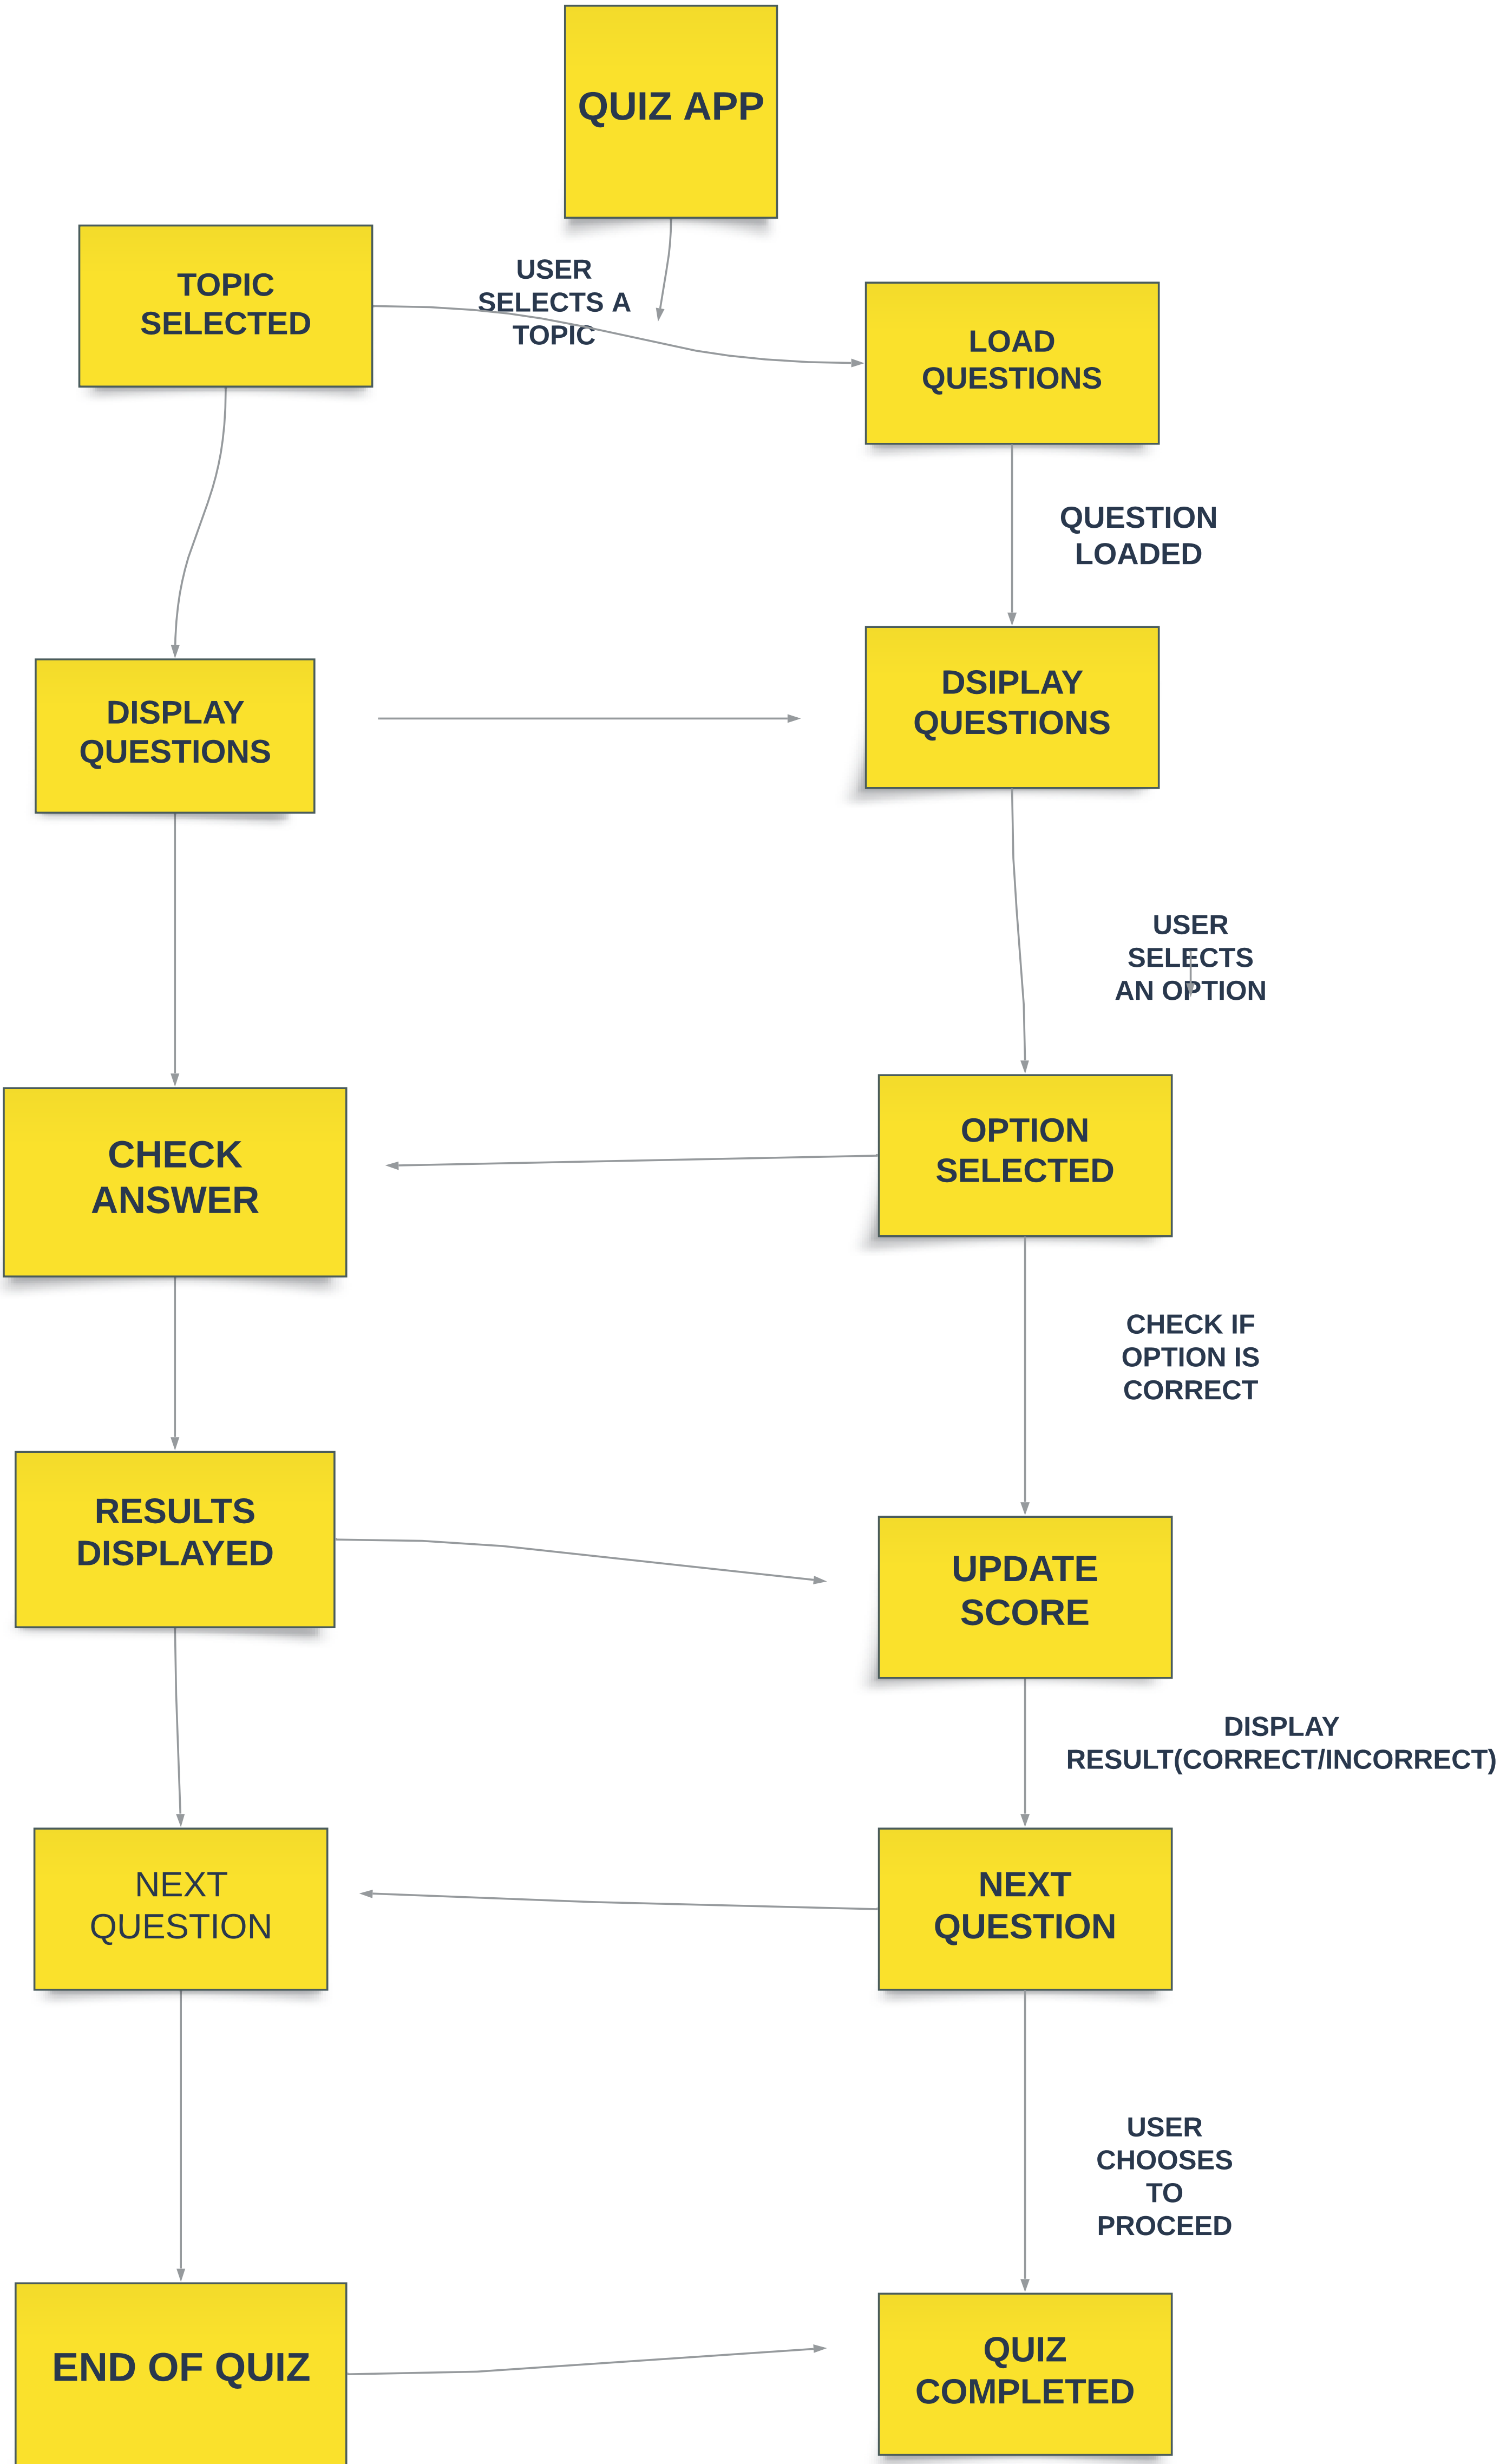 QUIZ APP
TOPIC
SELECTED
USER
SELECTS A
TOPIC
LOAD
QUESTIONS
QUESTION
LOADED
DISPLAY
QUESTIONS
DSIPLAY
QUESTIONS
USER
SELECTS
AN OPTION
CHECK
ANSWER
OPTION
SELECTED
CHECK IF
OPTION IS
CORRECT
RESULTS
DISPLAYED
UPDATE
SCORE
DISPLAY
RESULT(CORRECT/INCORRECT)
NEXT
QUESTION
NEXT
QUESTION
USER
CHOOSES
TO
PROCEED
END OF QUIZ
QUIZ
COMPLETED